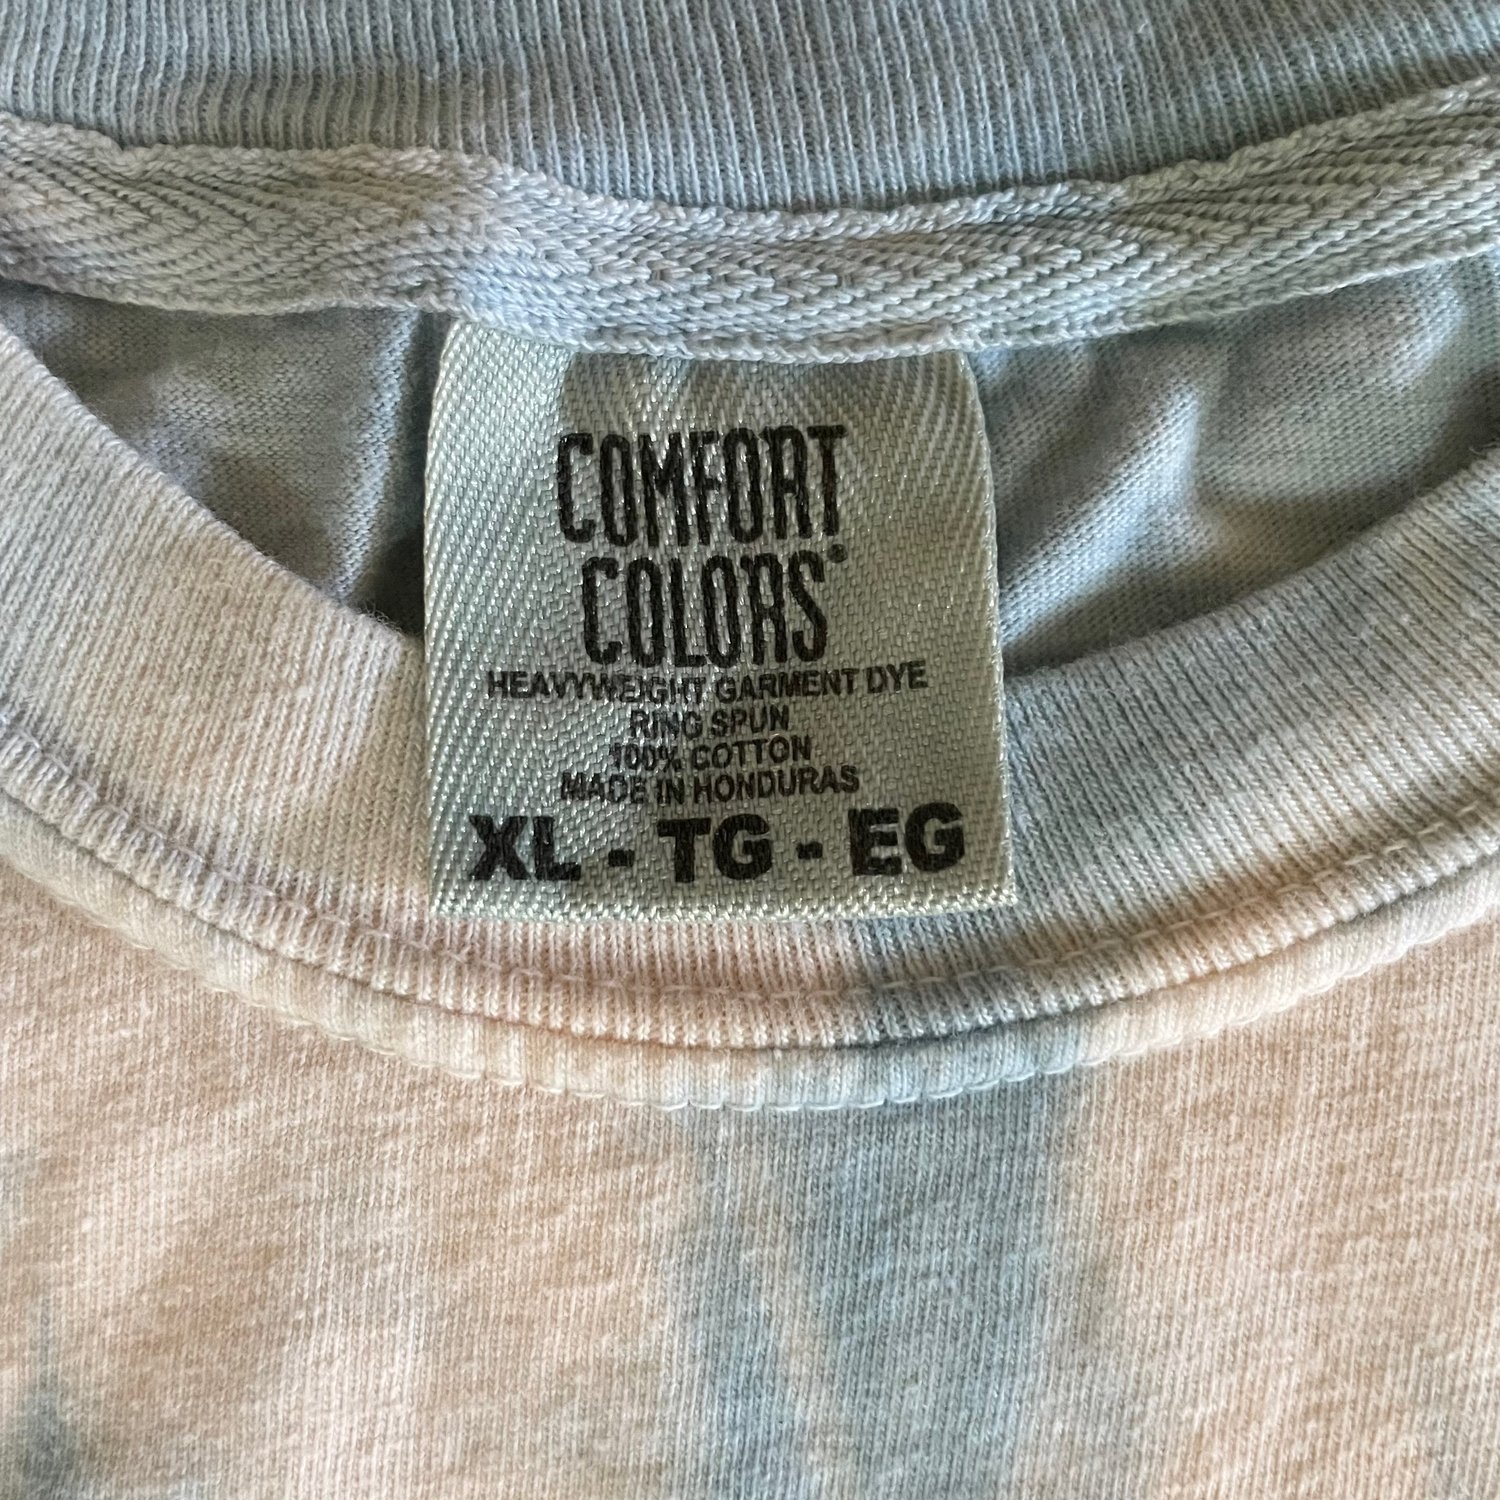 COMFORT
COLORS®
HEAVYWEIGHT GARMENT DYE
RING SPUN
100% COTTON
MADE IN HONDURAS
XL - TG - EG